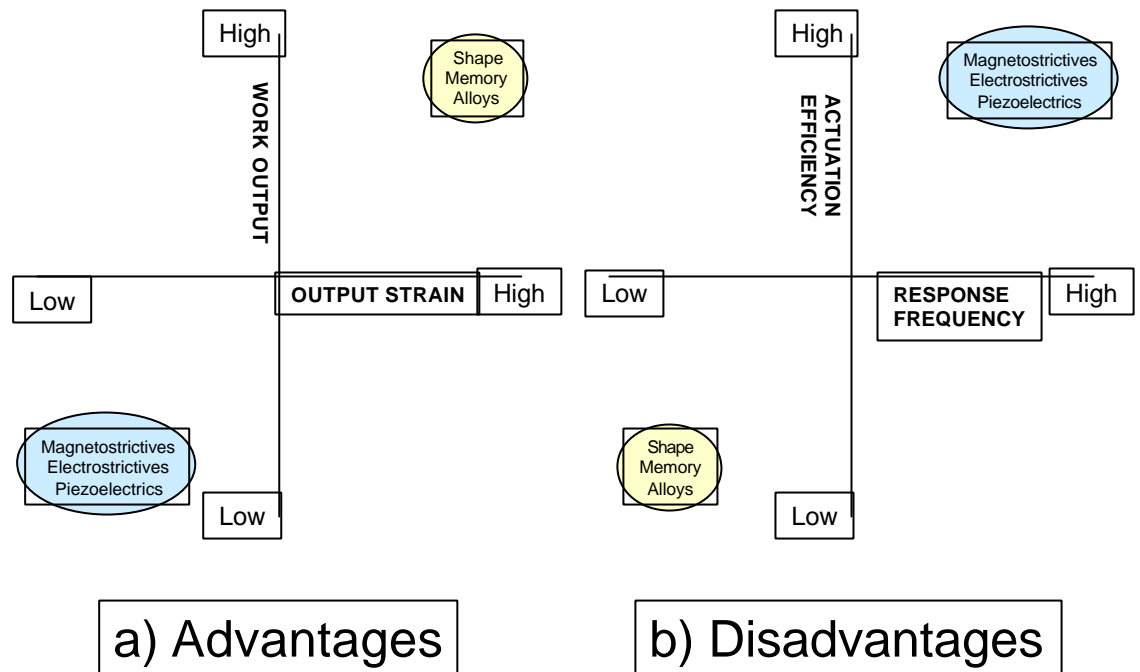 High
Shape
Memory
Alloys
WORK OUTPUT
Low
OUTPUT STRAIN
High
Magnetostrictives
Electrostrictives
Piezoelectrics
Low
a) Advantages
High
Magnetostrictives
Electrostrictives
Piezoelectrics
ACTUATION
EFFICIENCY
Low
RESPONSE
FREQUENCY
High
Shape
Memory
Alloys
Low
b) Disadvantages